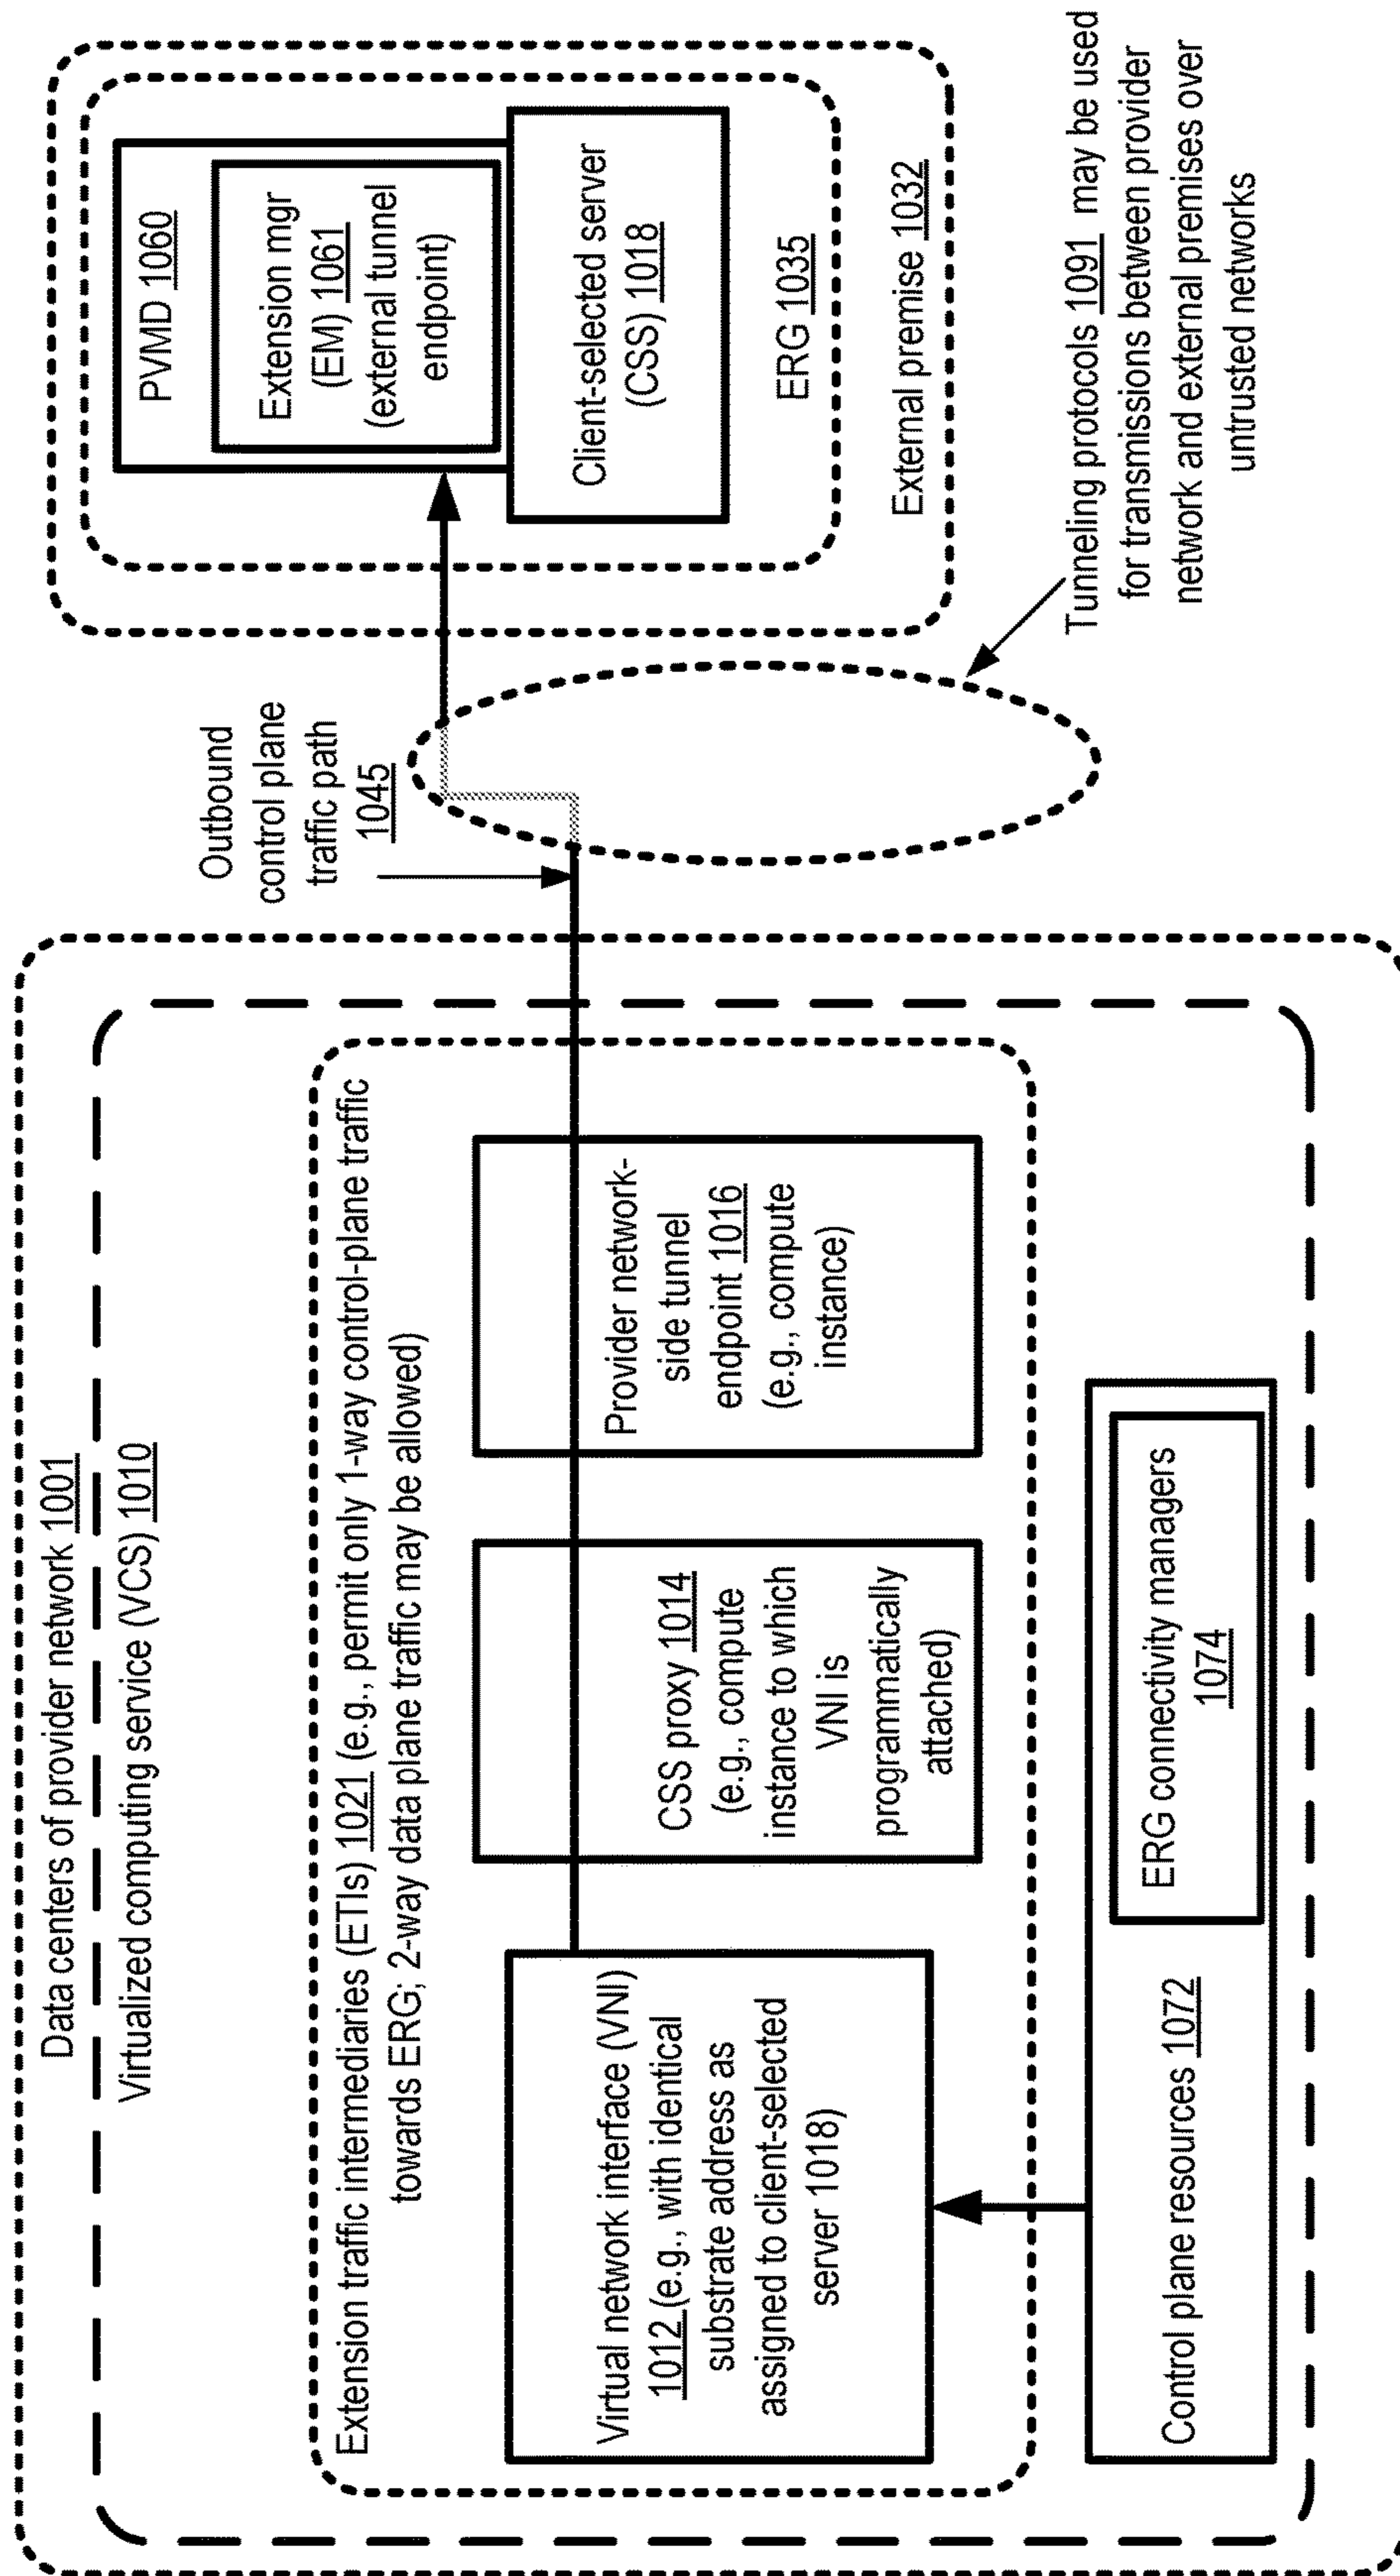 Data centers of provider network 1001
Virtualized computing service (VCS) 1010
Extension traffic intermediaries (ETIs) 1021 (e.g., permit only 1-way control-plane traffic
towards ERG; 2-way data plane traffic may be allowed)
Virtual network interface (VNI)
1012 (e.g., with identical
substrate address as
assigned to client-selected
server 1018)
CSS proxy 1014
(e.g., compute
instance to which
VNI is
programmatically
attached)
Provider network-
side tunnel
endpoint 1016
(e.g., compute
instance)
Control plane resources 1072
ERG connectivity managers
1074
Outbound
control plane
traffic path
1045
PVMD 1060
Extension mgr
(EM) 1061
(external tunnel
endpoint)
Client-selected server
(CSS) 1018
ERG 1035
External premise 1032
Tunneling protocols 1091 may be used
for transmissions between provider
network and external premises over
untrusted networks